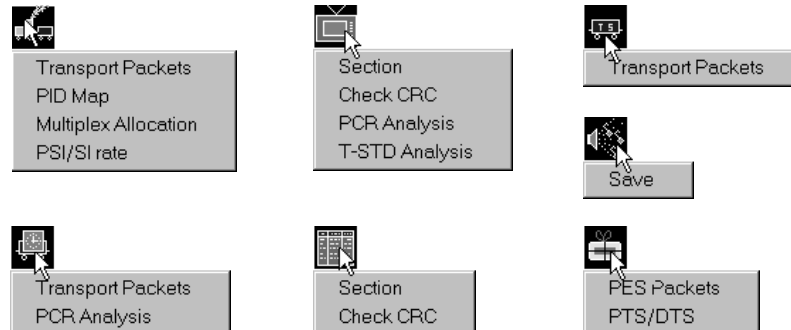 Transport Packets
PID Map
Multiplex Allocation
PSI/SI rate
Section
Check CRC
PCR Analysis
T-STD Analysis
TS
Transport Packets
Save
Transport Packets
PCR Analysis
Section
Check CRC
PES Packets
PTS/DTS